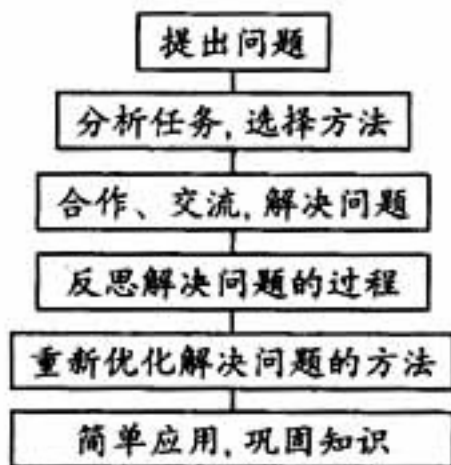 提出问题
分析任务,选择方法
合作、交流,解决问题
反思解决问题的过程
重新优化解决问题的方法
简单应用,巩固知识